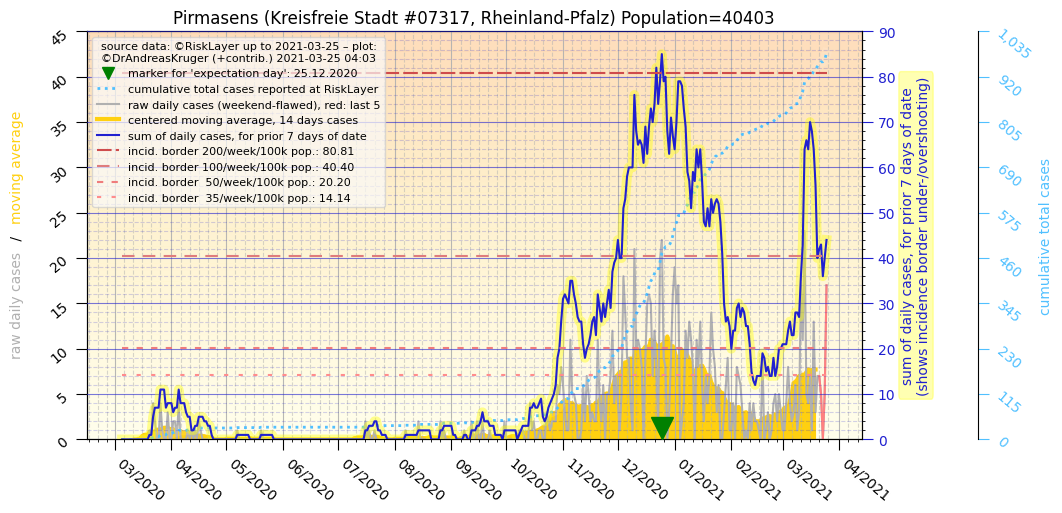 Pirmasens (Kreisfreie Stadt #07317, Rheinland-Pfalz) Population=40403
source data: ©RiskLayer up to 2021-03-25 – plot:
©DrAndreasKruger (+contrib.) 2021-03-25 04:03
marker for 'expectation day': 25.12.2020
cumulative total cases reported at RiskLayer
raw daily cases (weekend-flawed), red: last 5
centered moving average, 14 days cases
sum of daily cases, for prior 7 days of date
incid. border 200/week/100k pop.: 80.81
incid. border 100/week/100k pop.: 40.40
incid. border  50/week/100k pop.: 20.20
incid. border  35/week/100k pop.: 14.14
raw daily cases  /  moving average
45
40
35
30
25
20
15
10
5
0
03/2020
04/2020
05/2020
06/2020
07/2020
08/2020
09/2020
10/2020
11/2020
12/2020
01/2021
02/2021
03/2021
04/2021
90
80
70
60
50
40
30
20
10
0
sum of daily cases, for prior 7 days of date
(shows incidence border under-/overshooting)
1,035
920
805
690
575
460
345
230
115
0
cumulative total cases